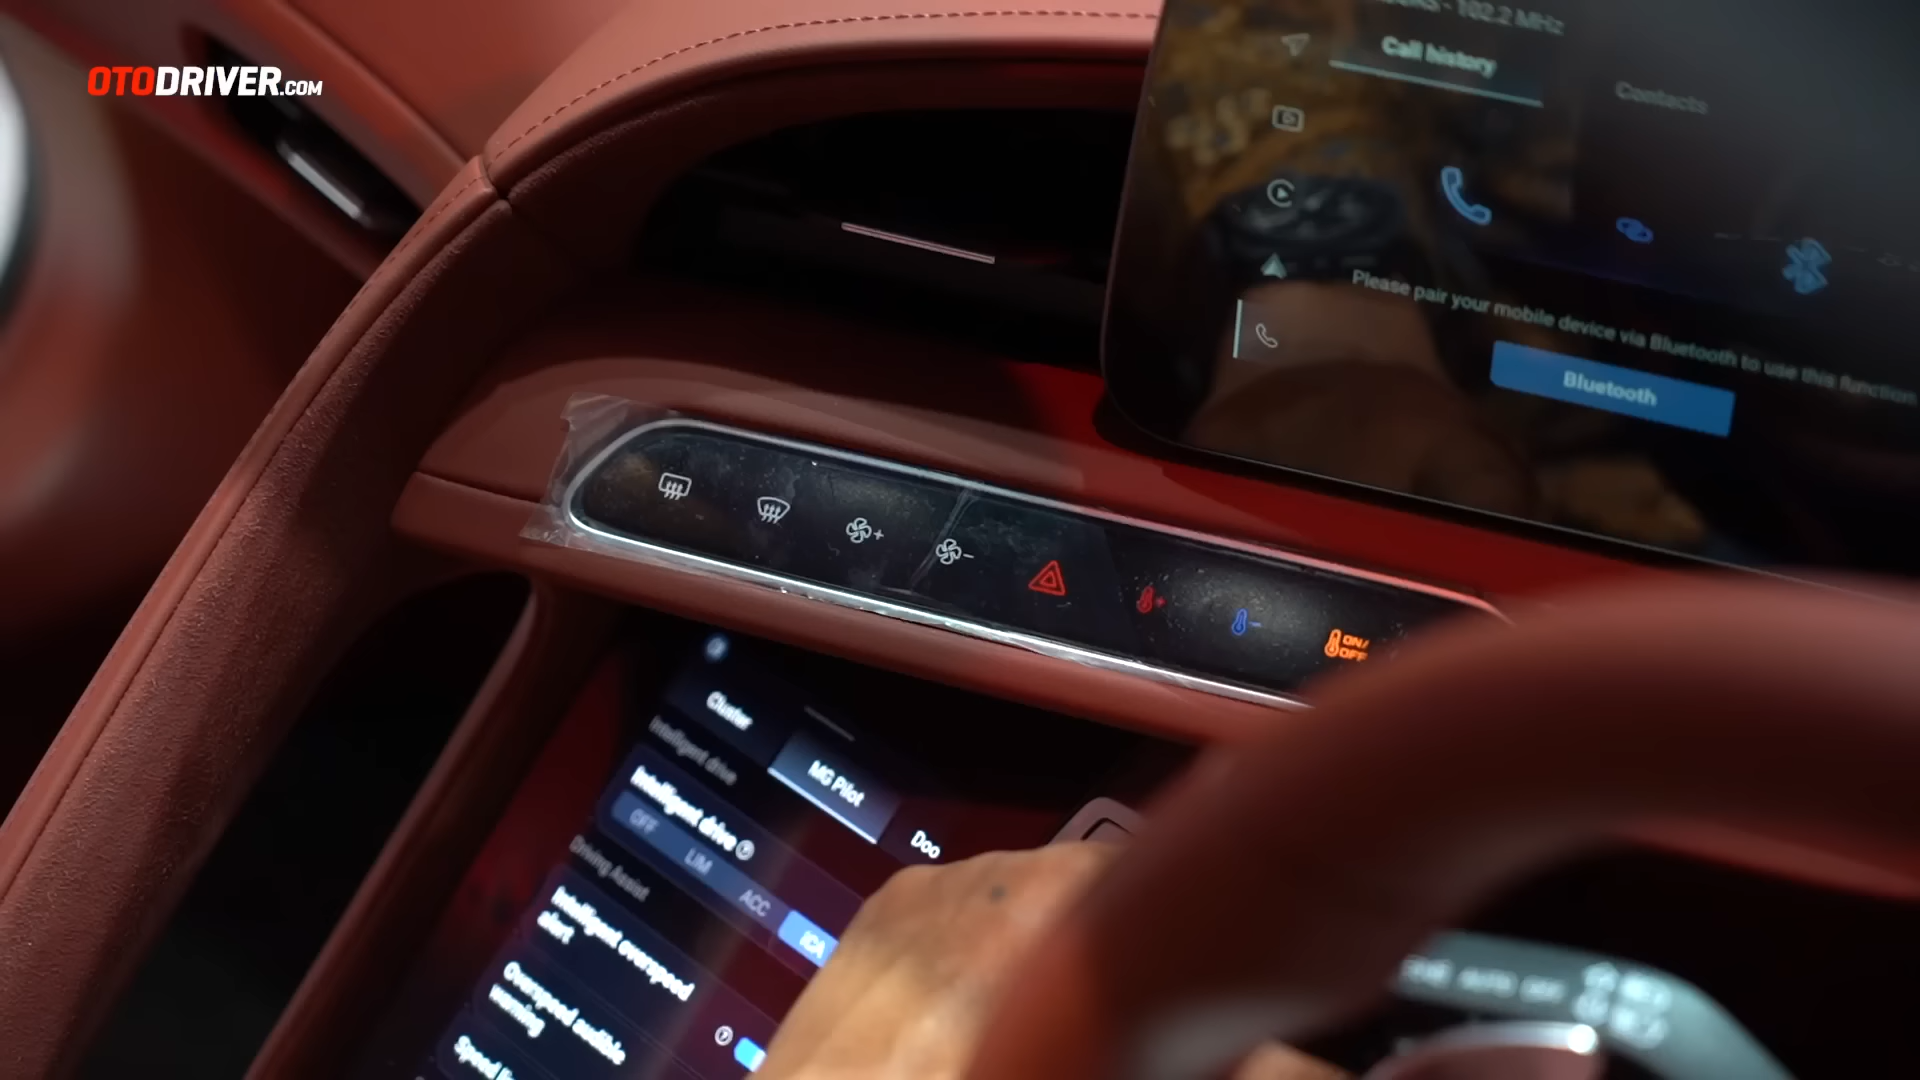 OTODRIVER.COM
102.2 MHz
Call history
Contacts
Please pair your mobile device via Bluetooth to use this function
Bluetooth
ON/
OFF
Cluster
MG Pilot
Doo
Intelligent drive
Intelligent drive
OFF
LIM
ACC
ICA
Driving Assist
Intelligent overspeed
alert
Overspeed audible
warning
Speed
AUTO OFF